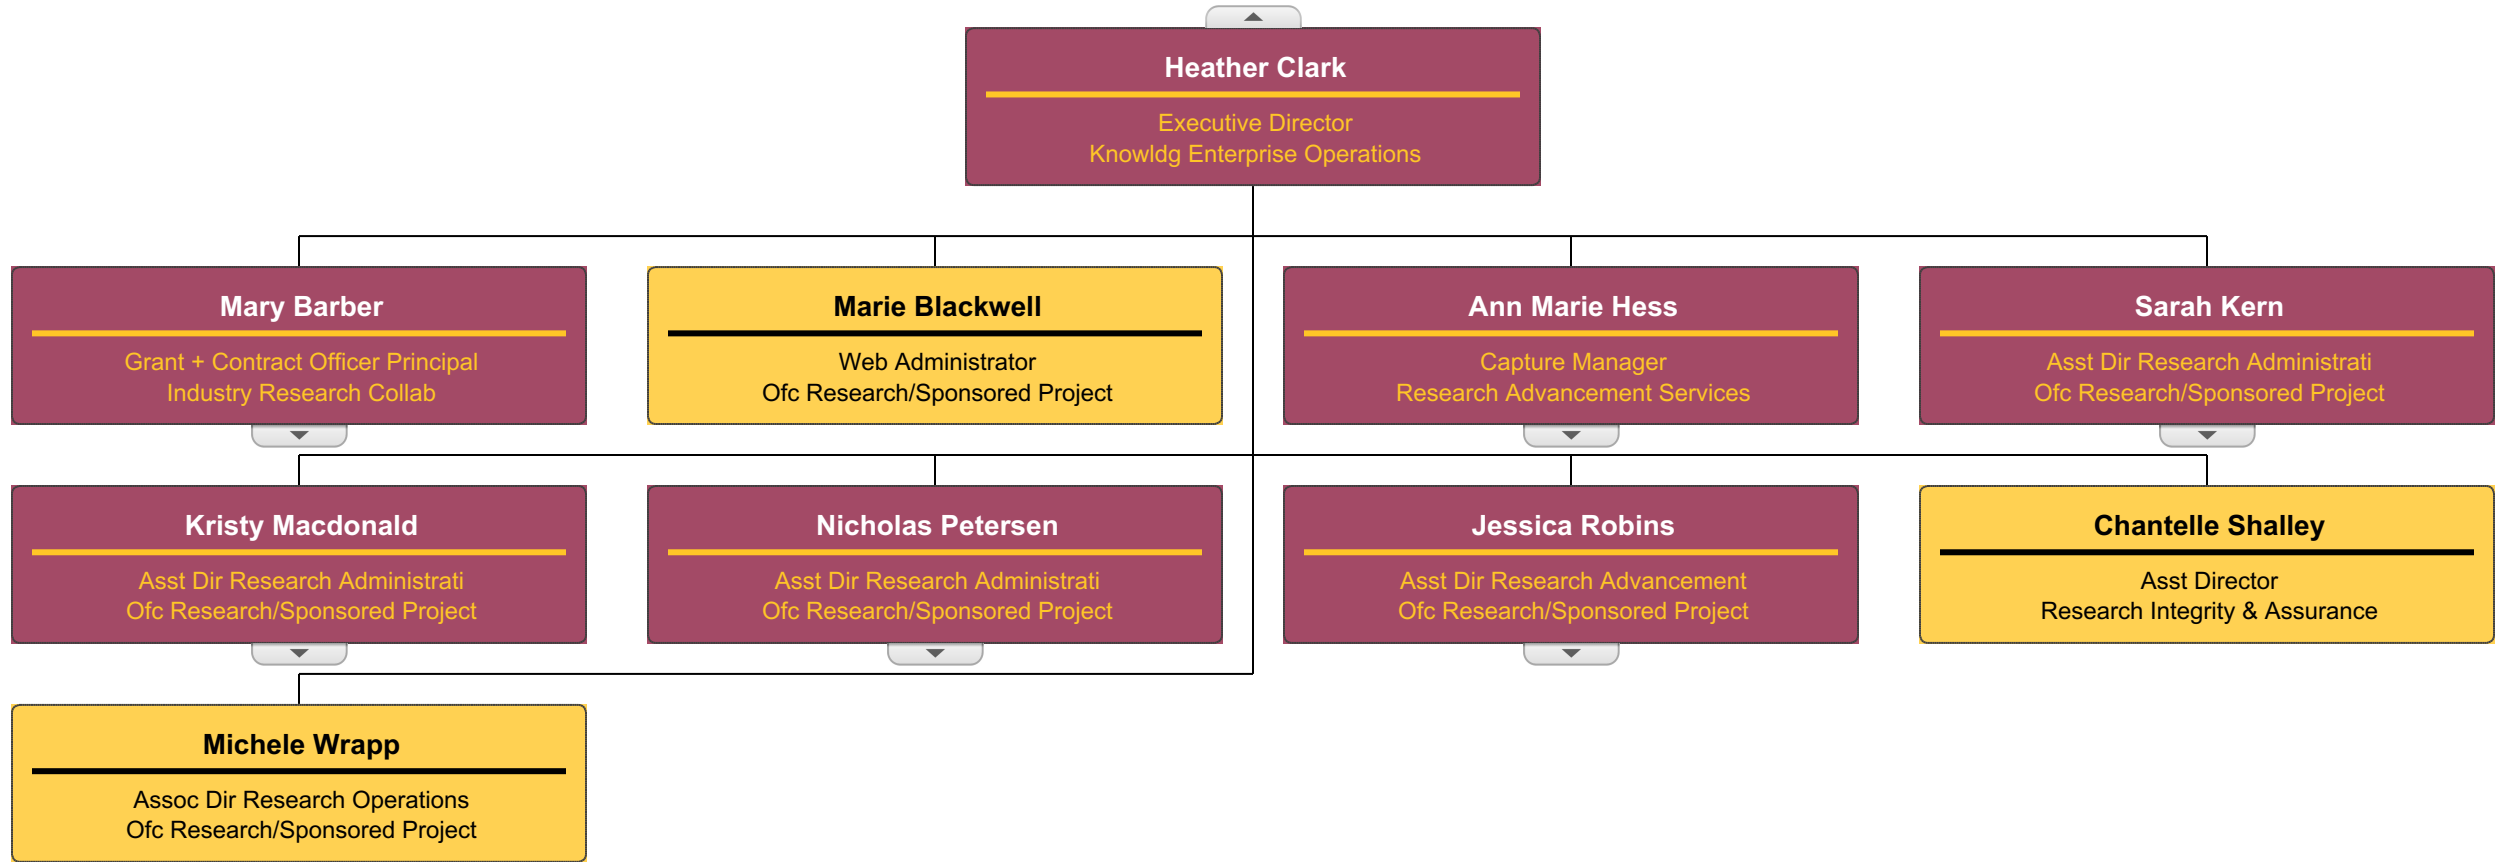 Heather Clark
Executive Director
Knowldg Enterprise Operations
Mary Barber
Grant + Contract Officer Principal
Industry Research Collab
Marie Blackwell
Web Administrator
Ofc Research/Sponsored Project
Ann Marie Hess
Capture Manager
Research Advancement Services
Sarah Kern
Asst Dir Research Administrati
Ofc Research/Sponsored Project
Kristy Macdonald
Asst Dir Research Administrati
Ofc Research/Sponsored Project
Nicholas Petersen
Asst Dir Research Administrati
Ofc Research/Sponsored Project
Jessica Robins
Asst Dir Research Advancement
Ofc Research/Sponsored Project
Chantelle Shalley
Asst Director
Research Integrity & Assurance
Michele Wrapp
Assoc Dir Research Operations
Ofc Research/Sponsored Project